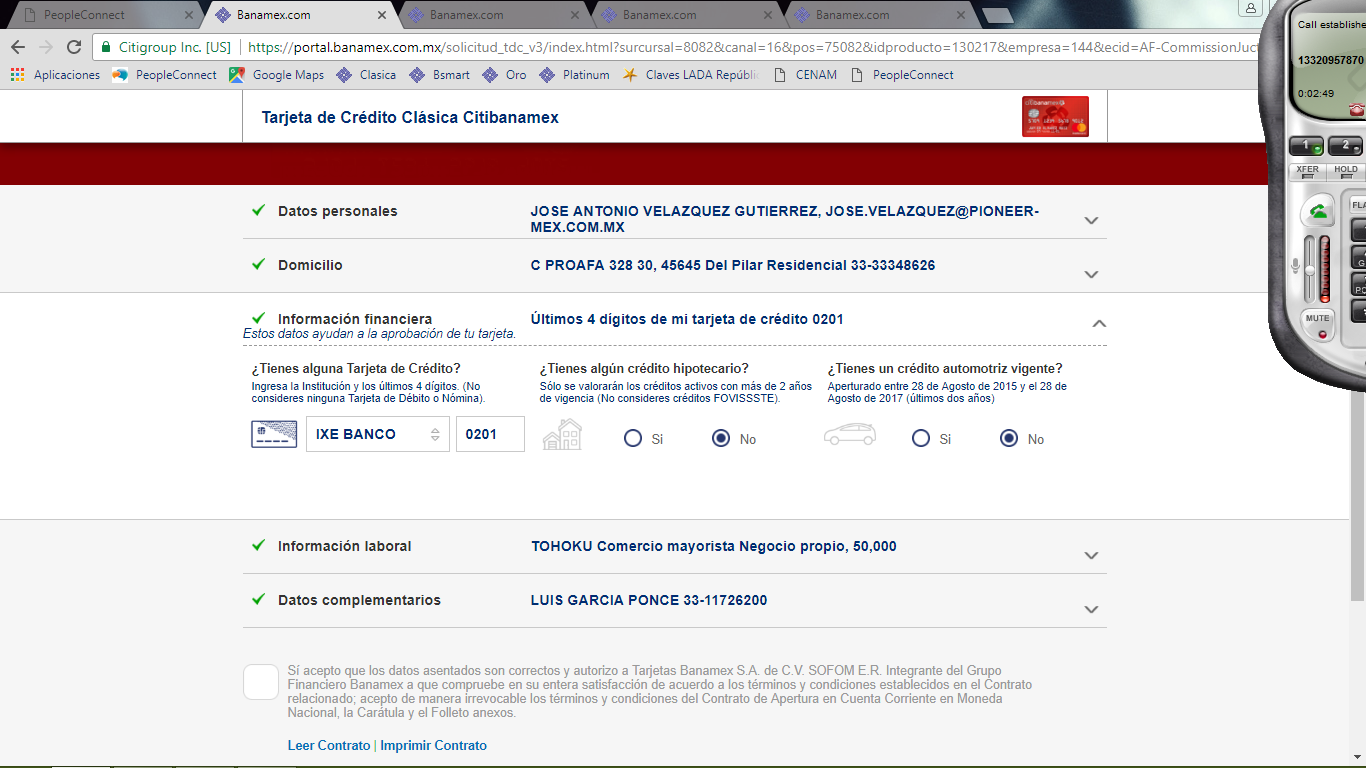 PeopleConnect
Banamex.com
Banamex.com
Banamex.com
Banamex.com
Citigroup Inc. [US]
https://portal.banamex.com.mx/solicitud_tdc_v3/index.html?sursursal=8082&canal=16&pos=75082&idproducto=130217&empresa=144&ecid=AF-CommissionJuct
Aplicaciones
PeopleConnect
Google Maps
Clasica
Bsmart
Oro
Platinum
Claves LADA Repúbli
CENAM
PeopleConnect
Call establishe
13320957870
0:02:49
1
2
XFER
HOLD
FLA
MUTE
Tarjeta de Crédito Clásica Citibanamex
Datos personales
JOSE ANTONIO VELAZQUEZ GUTIERREZ, JOSE.VELAZQUEZ@PIONEER-
MEX.COM.MX
Domicilio
C PROAFA 328 30, 45645 Del Pilar Residencial 33-33348626
Información financiera
Últimos 4 dígitos de mi tarjeta de crédito 0201
Estos datos ayudan a la aprobación de tu tarjeta.
¿Tienes alguna Tarjeta de Crédito?
Ingresa la Institución y los últimos 4 dígitos. (No
consideres ninguna Tarjeta de Débito o Nómina).
IXE BANCO
0201
¿Tienes algún crédito hipotecario?
Sólo se valorarán los créditos activos con más de 2 años
de vigencia (No consideres créditos FOVISSSTE).
Si
No
¿Tienes un crédito automotriz vigente?
Aperturado entre 28 de Agosto de 2015 y el 28 de
Agosto de 2017 (últimos dos años)
Si
No
Información laboral
TOHOKU Comercio mayorista Negocio propio, 50,000
Datos complementarios
LUIS GARCIA PONCE 33-11726200
Sí acepto que los datos asentados son correctos y autorizo a Tarjetas Banamex S.A. de C.V. SOFOM E.R. Integrante del Grupo
Financiero Banamex a que compruebe en su entera satisfacción de acuerdo a los términos y condiciones establecidos en el Contrato
relacionado; acepto de manera irrevocable los términos y condiciones del Contrato de Apertura en Cuenta Corriente en Moneda
Nacional, la Carátula y el Folleto anexos.
Leer Contrato | Imprimir Contrato